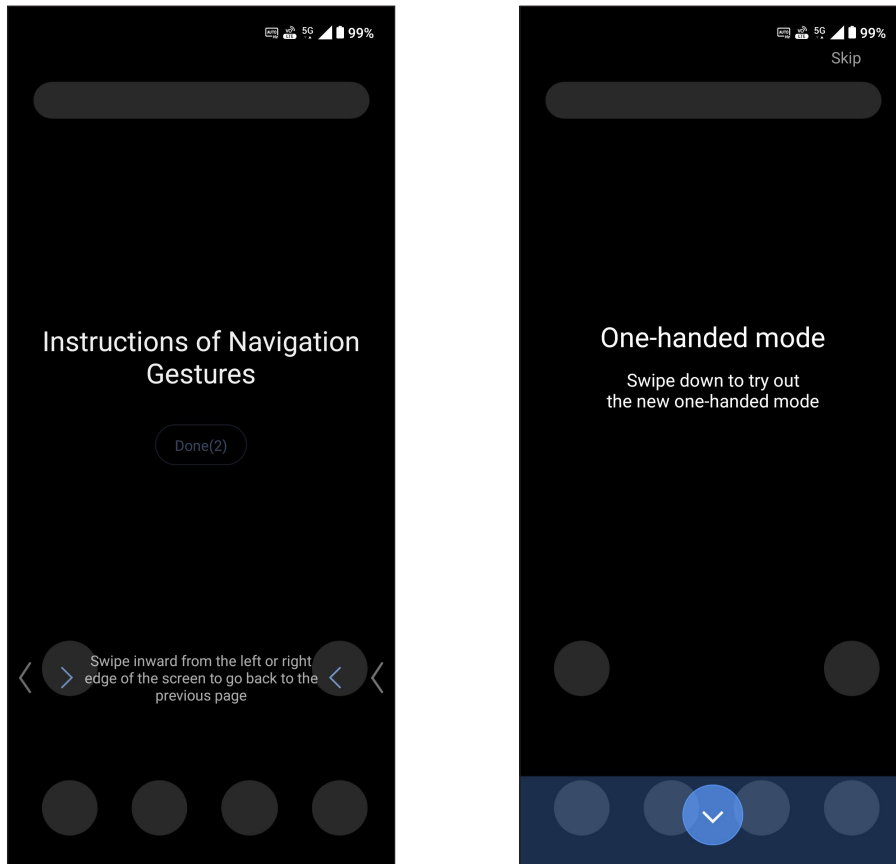 5G 99%
Instructions of Navigation
Gestures
Done(2)
Swipe inward from the left or right
edge of the screen to go back to the
previous page
5G 99%
Skip
One-handed mode
Swipe down to try out
the new one-handed mode